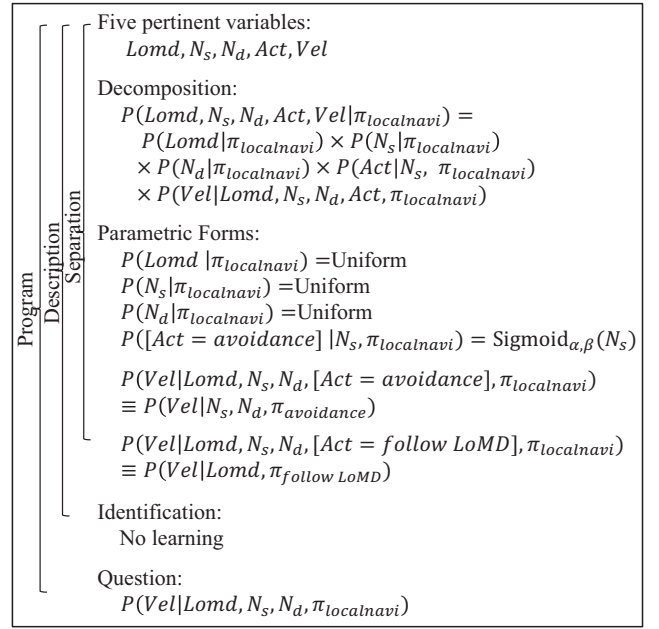 Five pertinent variables:
Lomd, N_s, N_d, Act, Vel
Decomposition:
P(Lomd, N_s, N_d, Act, Vel|π_localnavi) =
P(Lomd|π_localnavi) × P(N_s|π_localnavi)
× P(N_d|π_localnavi) × P(Act|N_s, π_localnavi)
× P(Vel|Lomd, N_s, N_d, Act, π_localnavi)
Parametric Forms:
P(Lomd |π_localnavi) =Uniform
P(N_s|π_localnavi) =Uniform
P(N_d|π_localnavi) =Uniform
P([Act = avoidance] |N_s, π_localnavi) = Sigmoid_α,β(N_s)
P(Vel|Lomd, N_s, N_d, [Act = avoidance], π_localnavi)
≡ P(Vel|N_s, N_d, π_avoidance)
P(Vel|Lomd, N_s, N_d, [Act = follow LoMD], π_localnavi)
≡ P(Vel|Lomd, π_follow LoMD)
Identification:
No learning
Question:
P(Vel|Lomd, N_s, N_d, π_localnavi)
Program
Description
Separation